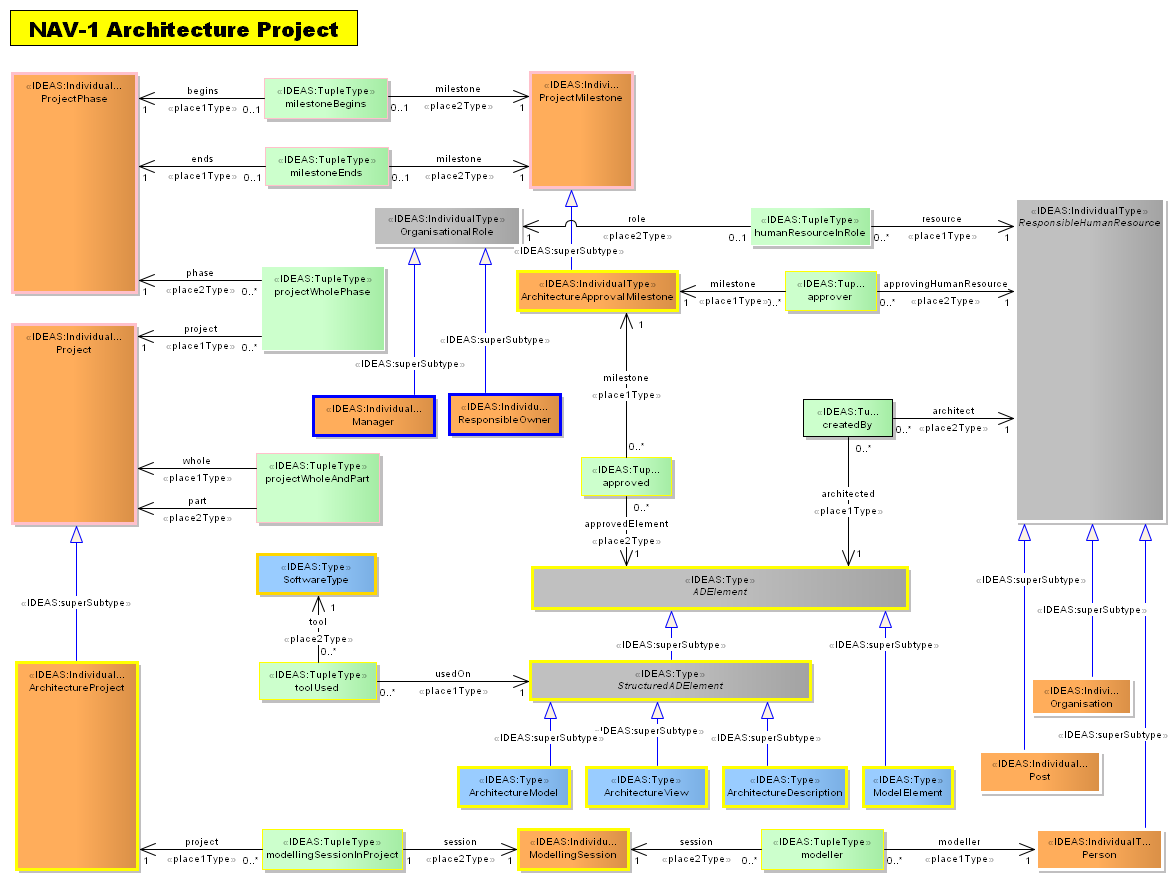 NAV-1 Architecture Project
«IDEAS:Individual...
ProjectPhase
begins
«place1Type»
1
0..1
«IDEAS:TupleType»
milestoneBegins
milestone
«place2Type»
0..1
1
«IDEAS:Individual...
ProjectMilestone
ends
«place1Type»
1
0..1
«IDEAS:TupleType»
milestoneEnds
milestone
«place2Type»
0..1
1
«IDEAS:IndividualType»
OrganisationalRole
role
«place2Type»
1
0..1
«IDEAS:TupleType»
humanResourceInRole
resource
«place1Type»
0..*
1
«IDEAS:IndividualType»
ResponsibleHumanResource
«IDEAS:superSubtype»
phase
«place2Type»
1
0..*
«IDEAS:TupleType»
projectWholePhase
«IDEAS:IndividualType»
ArchitectureApprovalMilestone
milestone
«place1Type»
1
0..*
«IDEAS:Tup...
approver
approvingHumanResource
«place2Type»
0..*
1
«IDEAS:Individual...
Project
project
«place1Type»
1
0..*
«IDEAS:superSubtype»
«IDEAS:superSubtype»
1
milestone
«place1Type»
0..*
«IDEAS:Individual...
Manager
«IDEAS:Individu...
ResponsibleOwner
«IDEAS:Tu...
createdBy
architect
«place2Type»
0..*
1
0..*
whole
«place1Type»
part
«place2Type»
«IDEAS:TupleType»
projectWholeAndPart
«IDEAS:Tup...
approved
0..*
approvedElement
«place2Type»
1
architected
«place1Type»
1
«IDEAS:Type»
SoftwareType
1
tool
«place2Type»
0..*
«IDEAS:Type»
ADElement
«IDEAS:superSubtype»
«IDEAS:superSubtype»
«IDEAS:superSubtype»
«IDEAS:superSubtype»
«IDEAS:superSubtype»
«IDEAS:Individual...
ArchitectureProject
«IDEAS:TupleType»
toolUsed
usedOn
«place1Type»
0..*
1
«IDEAS:Type»
StructuredADElement
«IDEAS:Indivi...
Organisation
«IDEAS:superSubtype»
«IDEAS:superSubtype»
«IDEAS:superSubtype»
«IDEAS:superSubtype»
«IDEAS:Type»
ArchitectureModel
«IDEAS:Type»
ArchitectureView
«IDEAS:Type»
ArchitectureDescription
«IDEAS:Type»
ModelElement
«IDEAS:Individual...
Post
project
«place1Type»
1
0..*
«IDEAS:TupleType»
modellingSessionInProject
session
«place2Type»
1
1
«IDEAS:Individu...
ModellingSession
session
«place2Type»
1
0..*
«IDEAS:TupleType»
modeller
modeller
«place1Type»
0..*
1
«IDEAS:IndividualT...
Person